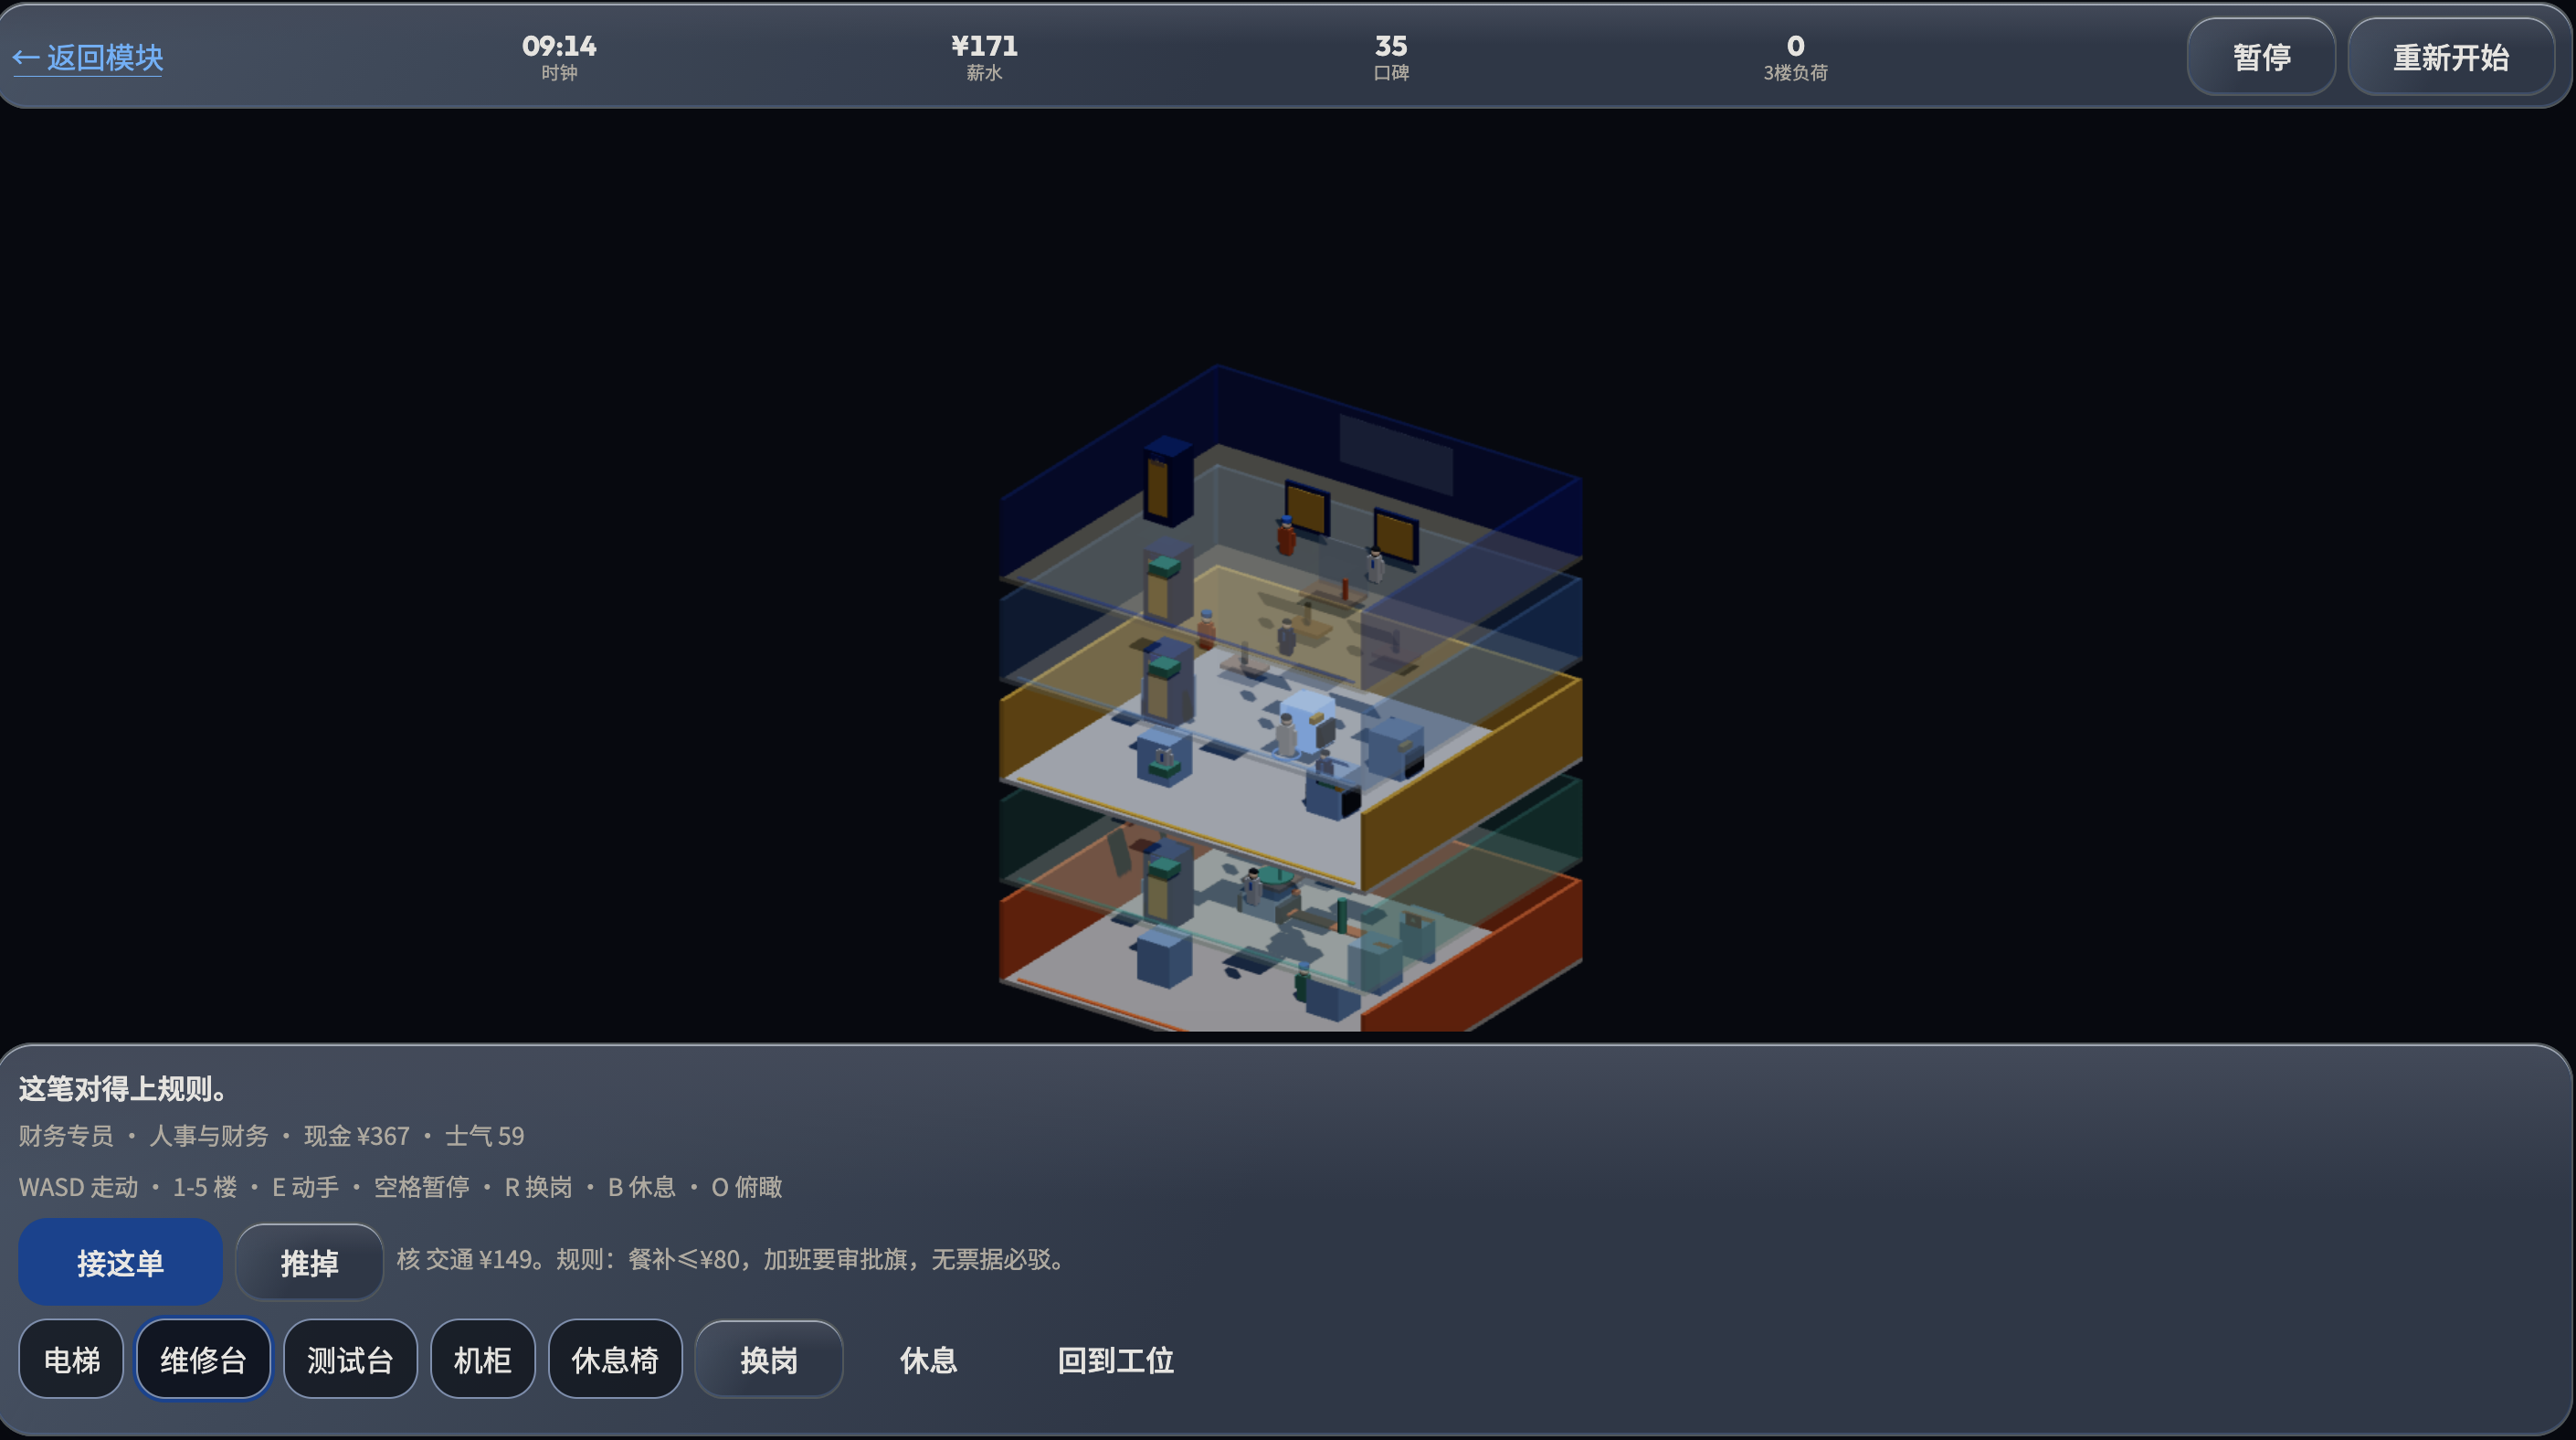 ← 返回模块
09:14
时钟
¥171
薪水
35
口碑
0
3楼负荷
暂停
重新开始
这笔对得上规则。
财务专员 · 人事与财务 · 现金 ¥367 · 士气 59
WASD 走动 · 1-5 楼 · E 动手 · 空格暂停 · R 换岗 · B 休息 · O 俯瞰
接这单 推掉 核 交通 ¥149。规则：餐补≤¥80，加班要审批旗，无票据必驳。
电梯 维修台 测试台 机柜 休息椅 换岗 休息 回到工位